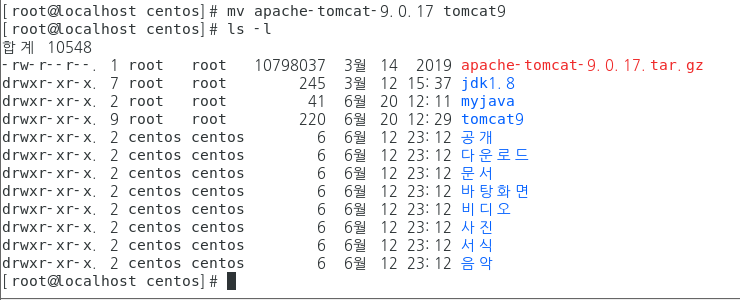 [root@localhost centos]# mv apache-tomcat-9.0.17 tomcat9
[root@localhost centos]# ls -l
합계 10548
-rw-r--r--. 1 root   root   10798037  3월 14  2019 apache-tomcat-9.0.17.tar.gz
drwxr-xr-x. 7 root   root        245  3월 12 15:37 jdk1.8
drwxr-xr-x. 2 root   root         41  6월 20 12:11 myjava
drwxr-xr-x. 9 root   root        220  6월 20 12:29 tomcat9
drwxr-xr-x. 2 centos centos        6  6월 12 23:12 공개
drwxr-xr-x. 2 centos centos        6  6월 12 23:12 다운로드
drwxr-xr-x. 2 centos centos        6  6월 12 23:12 문서
drwxr-xr-x. 2 centos centos        6  6월 12 23:12 바탕화면
drwxr-xr-x. 2 centos centos        6  6월 12 23:12 비디오
drwxr-xr-x. 2 centos centos        6  6월 12 23:12 사진
drwxr-xr-x. 2 centos centos        6  6월 12 23:12 서식
drwxr-xr-x. 2 centos centos        6  6월 12 23:12 음악
[root@localhost centos]#